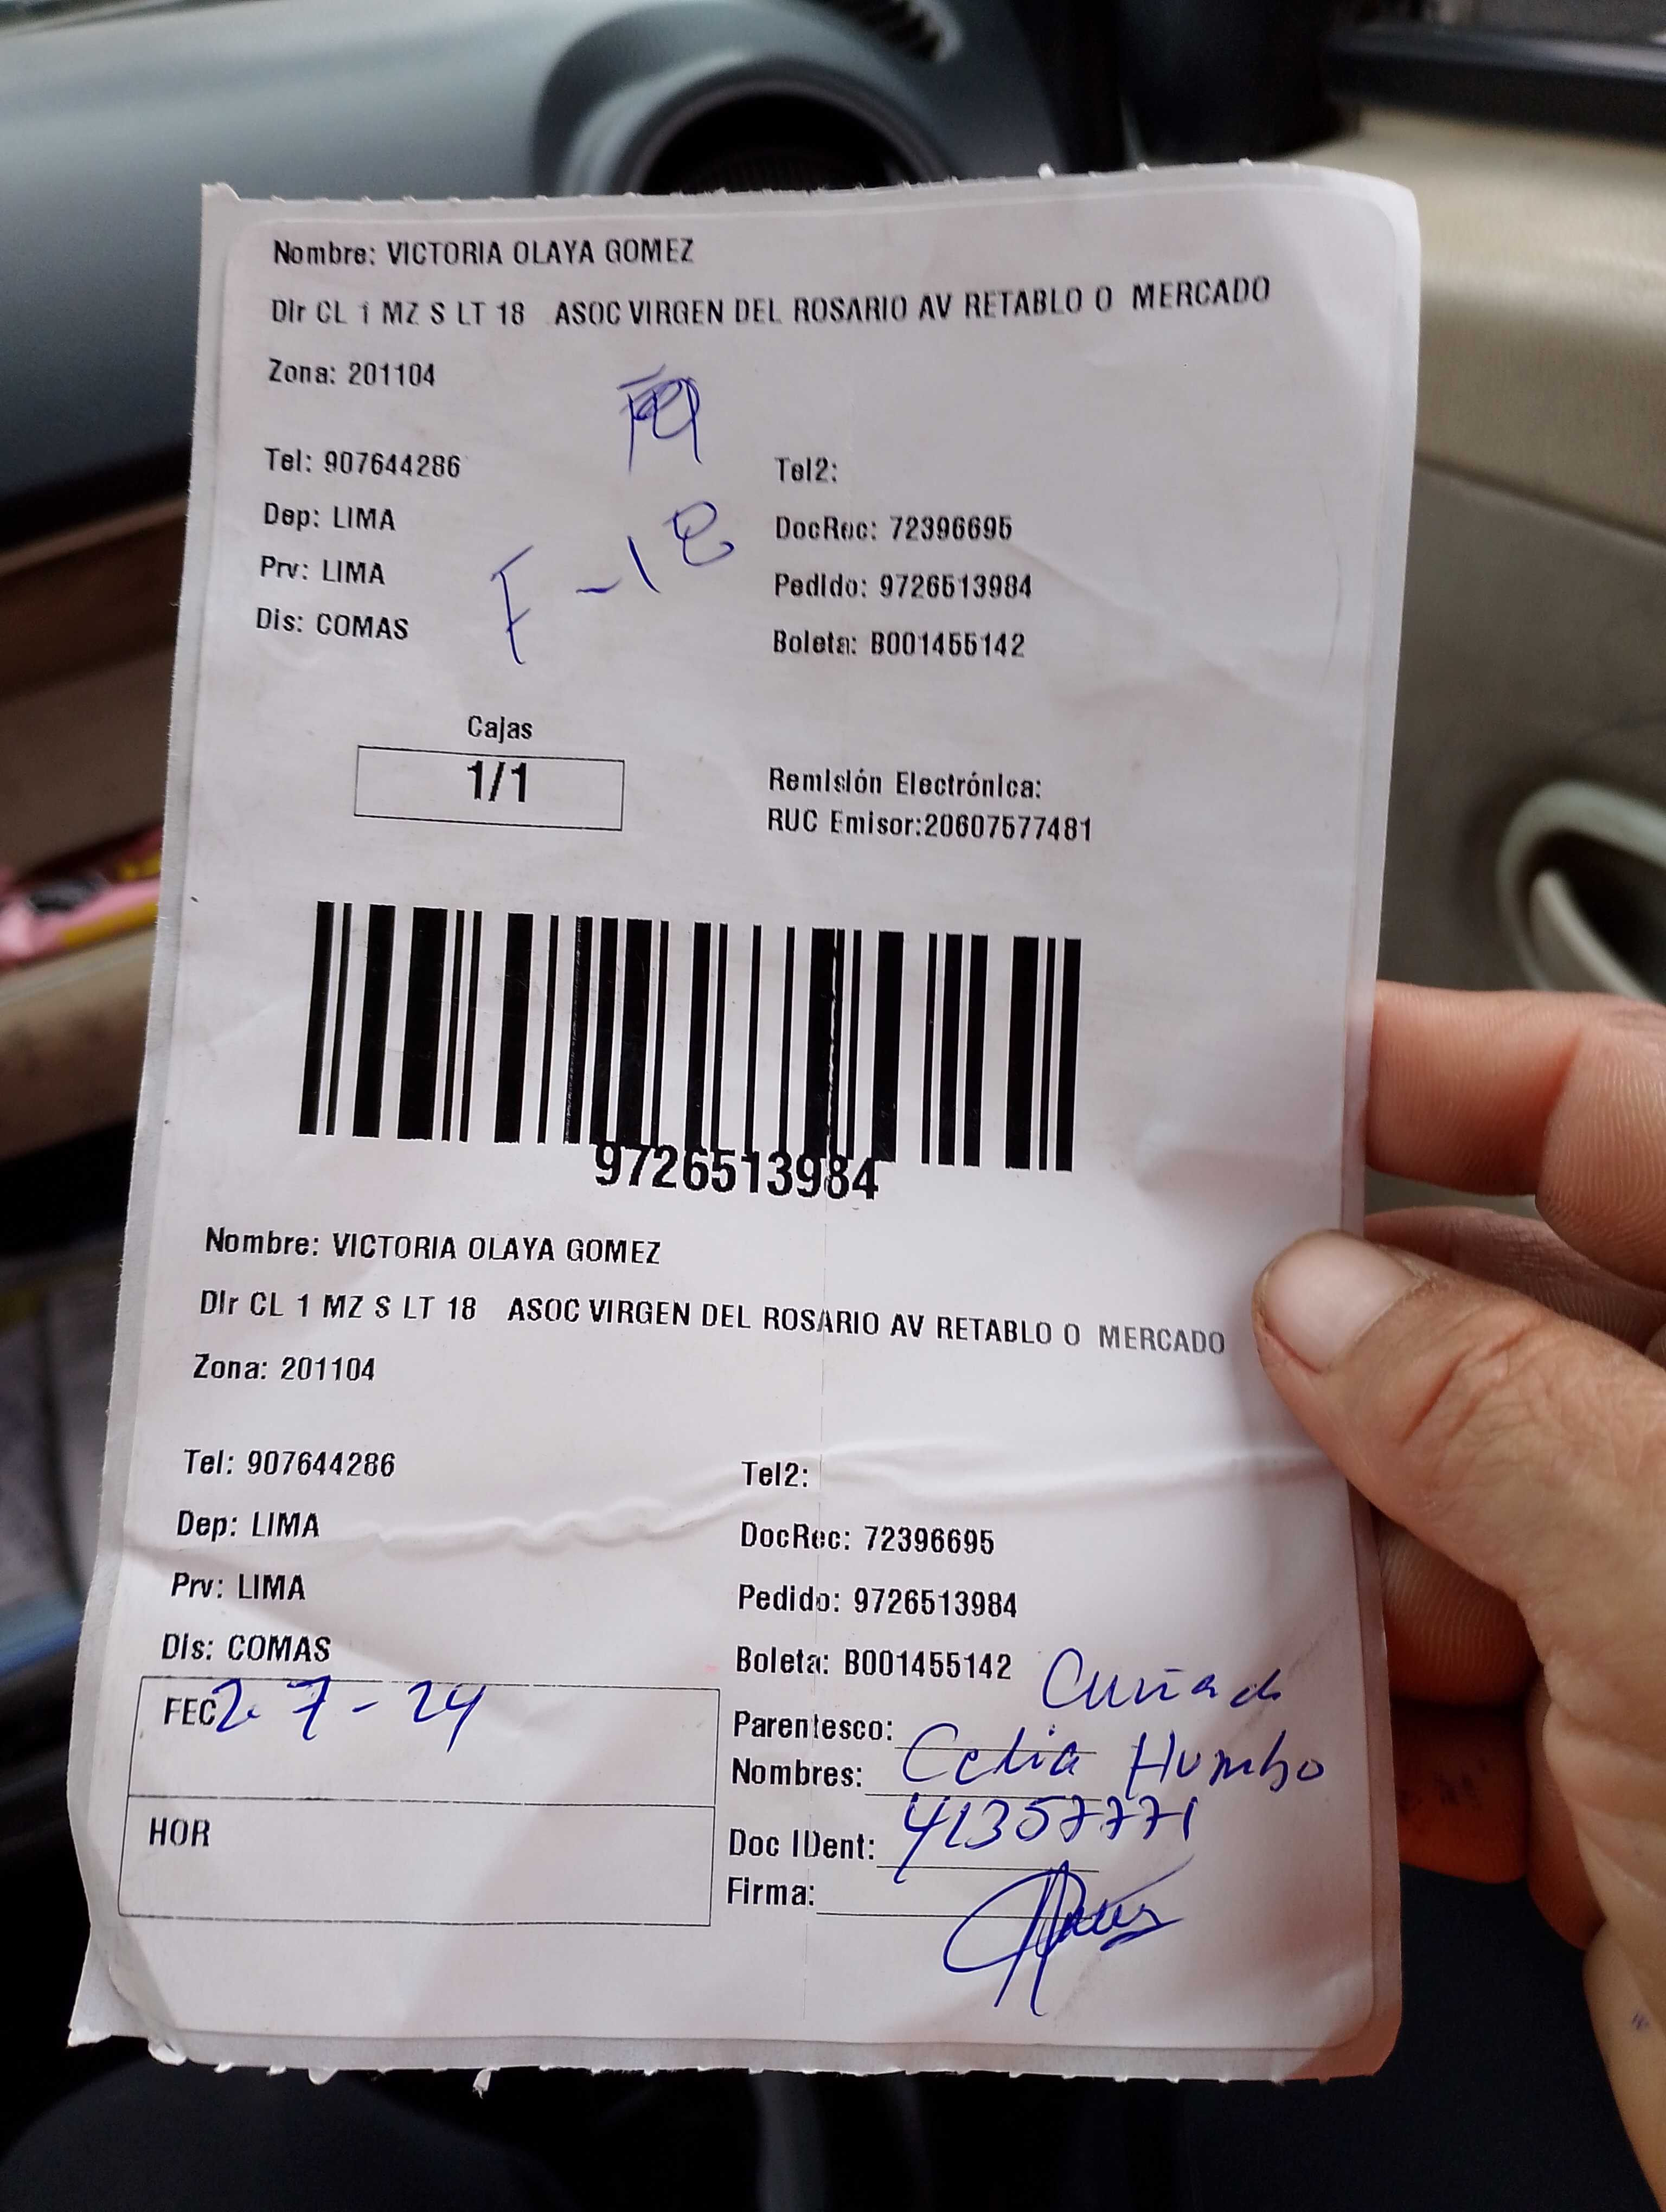 Nombre: VICTORIA OLAYA GOMEZ
Dir CL 1 MZ S LT 18 ASOC VIRGEN DEL ROSARIO AV RETABLO O MERCADO
Zona: 201104
Tel: 907644286 Tel2:
F-18
Dep: LIMA DocRec: 72396695
Prv: LIMA Pedido: 9726513984
Dis: COMAS Boleta: B001455142
Cajas
1/1
Remisión Electrónica:
RUC Emisor:20607577481
9726513984
Nombre: VICTORIA OLAYA GOMEZ
Dir CL 1 MZ S LT 18 ASOC VIRGEN DEL ROSARIO AV RETABLO O MERCADO
Zona: 201104
Tel: 907644286 Tel2:
Dep: LIMA DocRec: 72396695
Prv: LIMA Pedido: 9726513984
Dis: COMAS Boleta: B001455142
FEC 2-7-24
HOR
Parentesco: Cuñada
Nombres: Celia Humbo
Doc IDent: 41357771
Firma: